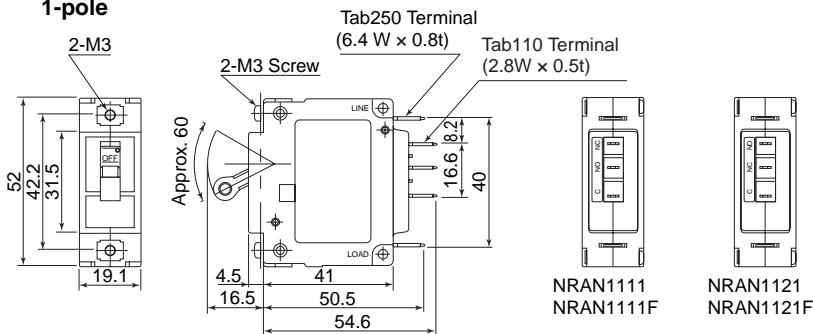 1-pole
2-M3
2-M3 Screw
Tab250 Terminal
(6.4 W × 0.8t)
Tab110 Terminal
(2.8W × 0.5t)
OFF
52
42.2
31.5
19.1
Approx. 60
LINE
LOAD
8.2
16.6
40
4.5
41
16.5
50.5
54.6
NC
NO
C
NRAN1111
NRAN1111F
NO
NC
C
NRAN1121
NRAN1121F